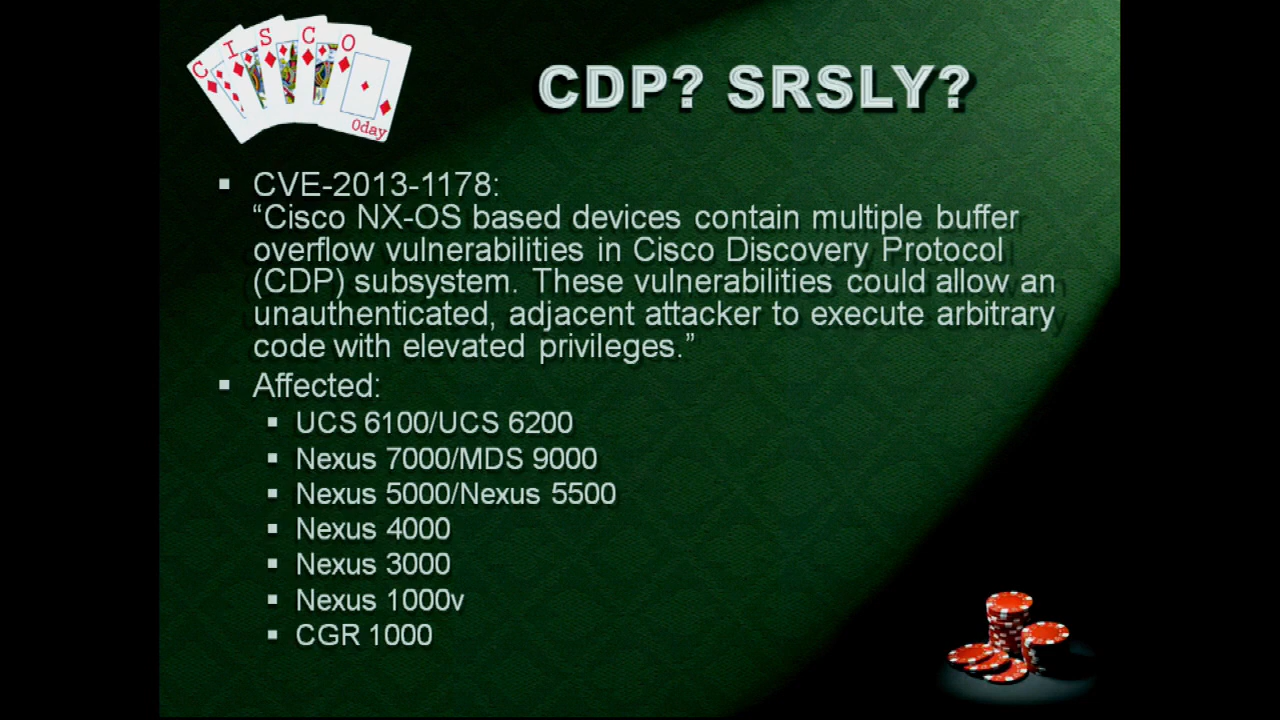 C I S C O
0day
CDP? SRSLY?
▪ CVE-2013-1178:
“Cisco NX-OS based devices contain multiple buffer
overflow vulnerabilities in Cisco Discovery Protocol
(CDP) subsystem. These vulnerabilities could allow an
unauthenticated, adjacent attacker to execute arbitrary
code with elevated privileges.”
▪ Affected:
▪ UCS 6100/UCS 6200
▪ Nexus 7000/MDS 9000
▪ Nexus 5000/Nexus 5500
▪ Nexus 4000
▪ Nexus 3000
▪ Nexus 1000v
▪ CGR 1000